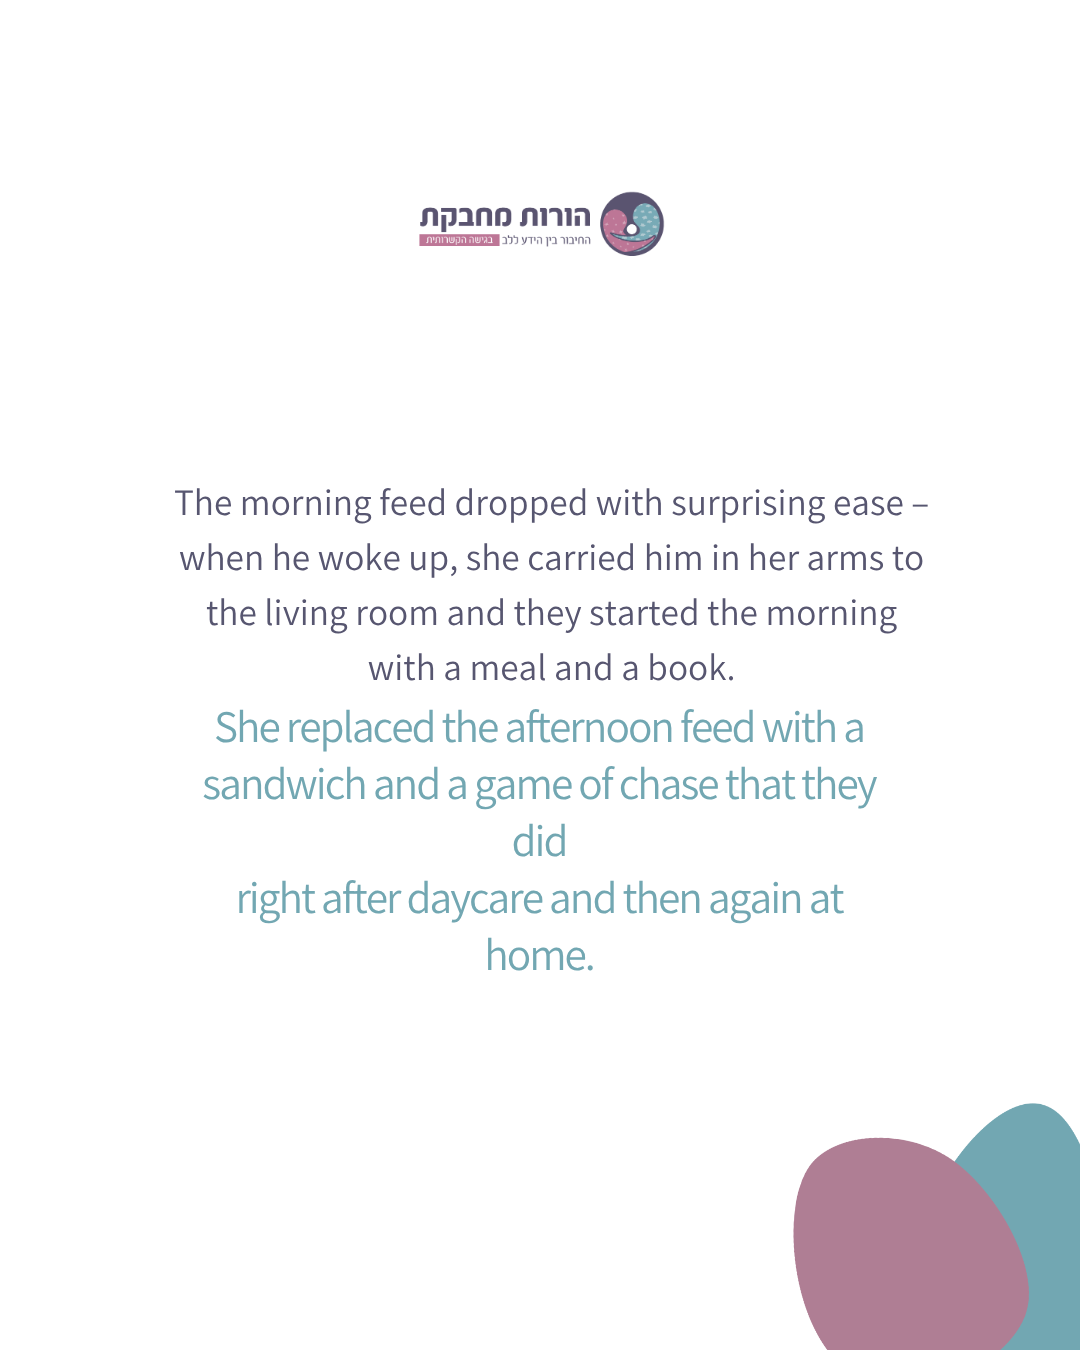 הורות מחבקת
החיבור בין הידע ללב בגישה הקשרותית
The morning feed dropped with surprising ease –
when he woke up, she carried him in her arms to
the living room and they started the morning
with a meal and a book.
She replaced the afternoon feed with a
sandwich and a game of chase that they
did
right after daycare and then again at
home.